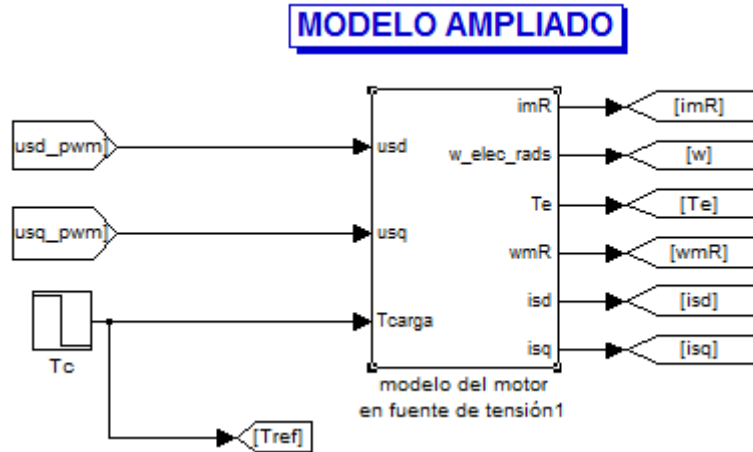 MODELO AMPLIADO
imR
[imR]
usd_pwm]
usd
w_elec_rads
[w]
Te
[Te]
usq_pwm]
usq
wmR
[wmR]
isd
[isd]
Tcarga
isq
[isq]
Tc
modelo del motor
en fuente de tensión1
[Tref]